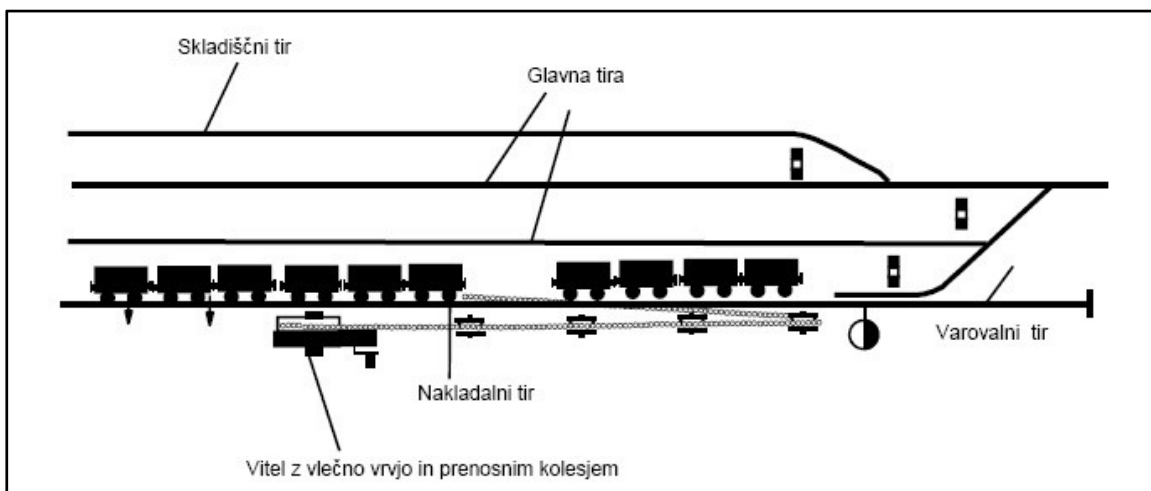 Skladiščni tir
Glavna tira
Varovalni tir
Nakladalni tir
Vitel z vlečno vrvjo in prenosnim kolesjem